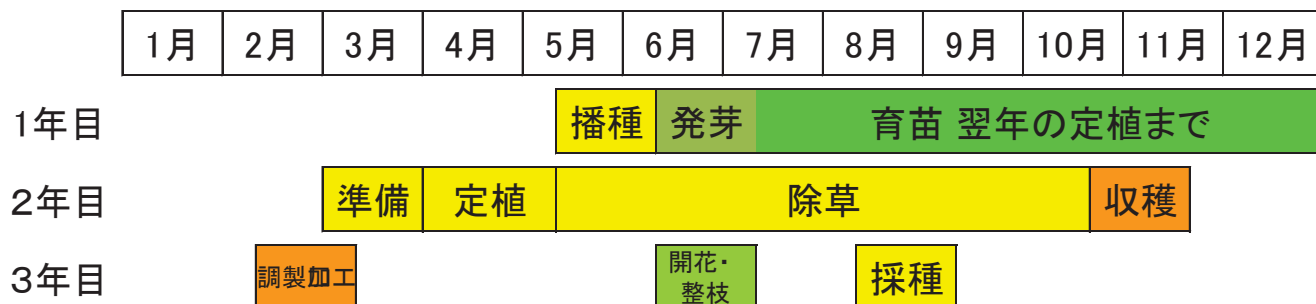 1月 2月 3月 4月 5月 6月 7月 8月 9月 10月 11月 12月
1年目 播種 発芽 育苗 翌年の定植まで
2年目 準備 定植 除草 収穫
3年目 調製加工 開花・ 採種
整枝